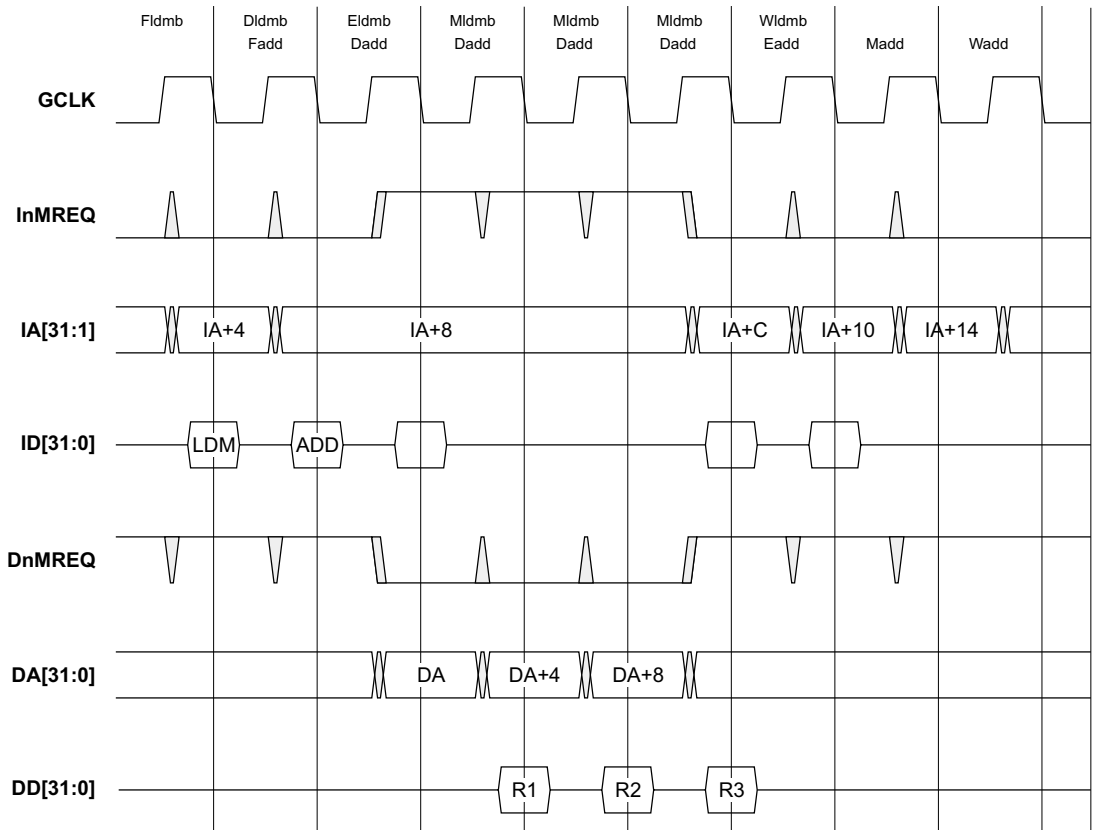 Fldmb Dldmb Eldmb Mldmb Mldmb Mldmb Wldmb
Fadd Dadd Dadd Dadd Dadd Eadd Madd Wadd
GCLK
InMREQ
IA[31:1] IA+4 IA+8 IA+C IA+10 IA+14
ID[31:0] LDM ADD
DnMREQ
DA[31:0] DA DA+4 DA+8
DD[31:0] R1 R2 R3